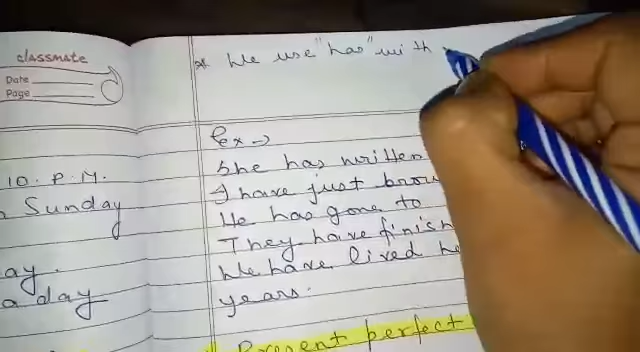 classmate
Date
Page
10. P.M.
Sunday
ay.
a day
* We use "has" with
Ex →
She has written
I have just brou
He has gone to
They have finish
We have lived he
years.
Present perfect